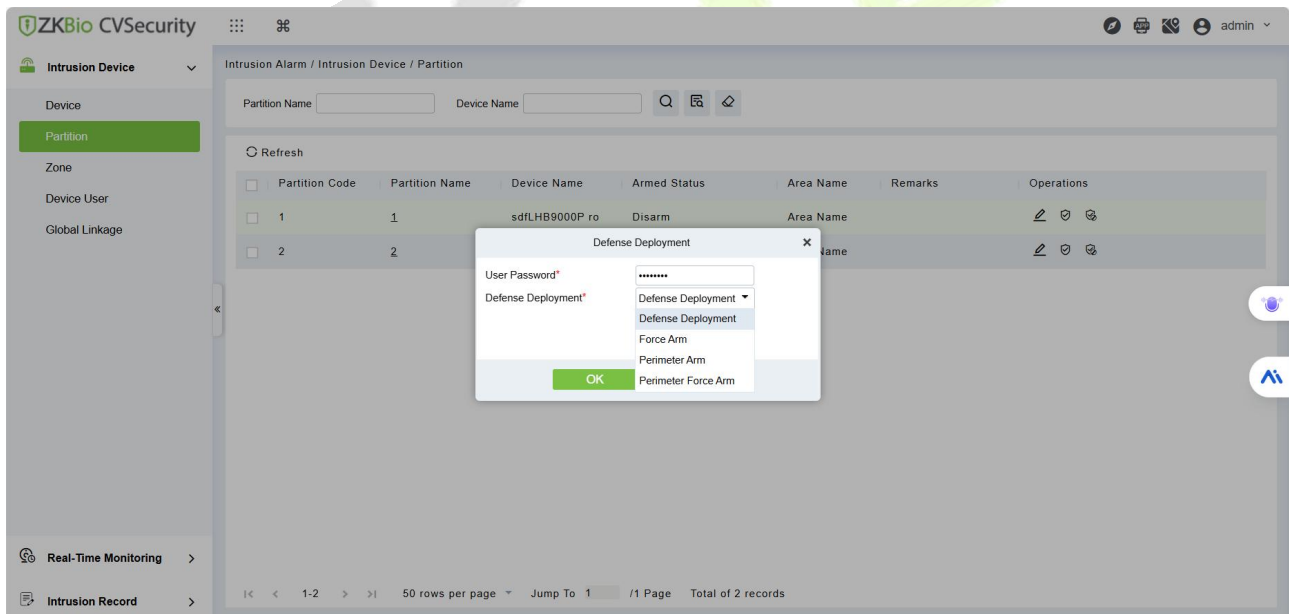 ZKBio CVSecurity
admin
Intrusion Device
Device
Partition
Zone
Device User
Global Linkage
Real-Time Monitoring
Intrusion Record
Intrusion Alarm / Intrusion Device / Partition
Partition Name
Device Name
Refresh
Partition Code Partition Name Device Name Armed Status Area Name Remarks Operations
1 1 sdfLHB9000P ro Disarm Area Name
2 2 Name
Defense Deployment
User Password*
Defense Deployment* Defense Deployment
Defense Deployment
Force Arm
Perimeter Arm
Perimeter Force Arm
OK
1-2 50 rows per page Jump To 1 /1 Page Total of 2 records